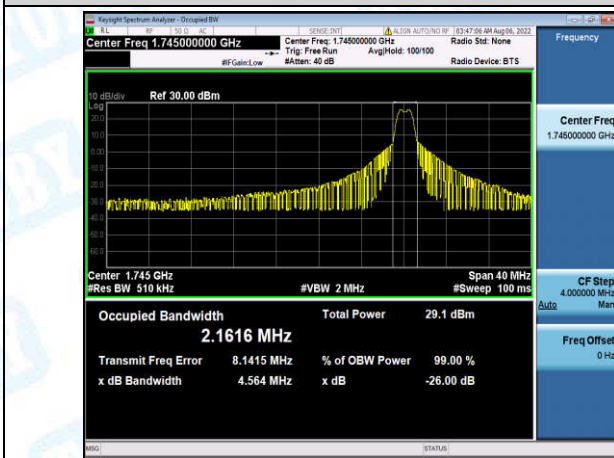 Keysight Spectrum Analyzer - Occupied BW
RL RF 50 Ω AC SENSE:INT ALIGN AUTO/NO RF 03:47:06 AM Aug 06, 2022
Center Freq 1.745000000 GHz
Center Freq: 1.745000000 GHz
Radio Std: None
Frequency
Trig: Free Run Avg|Hold: 100/100
#IFGain:Low #Atten: 40 dB Radio Device: BTS
10 dB/div Ref 30.00 dBm
Log
20.0
10.0
0.00
-10.0
-20.0
-30.0
-40.0
-50.0
-60.0
Center Freq
1.745000000 GHz
Center 1.745 GHz Span 40 MHz
#Res BW 510 kHz #VBW 2 MHz #Sweep 100 ms
CF Step
4.000000 MHz
Auto Man
Occupied Bandwidth Total Power 29.1 dBm
2.1616 MHz
Transmit Freq Error 8.1415 MHz % of OBW Power 99.00 %
x dB Bandwidth 4.564 MHz x dB -26.00 dB
Freq Offset
0 Hz
MSG STATUS